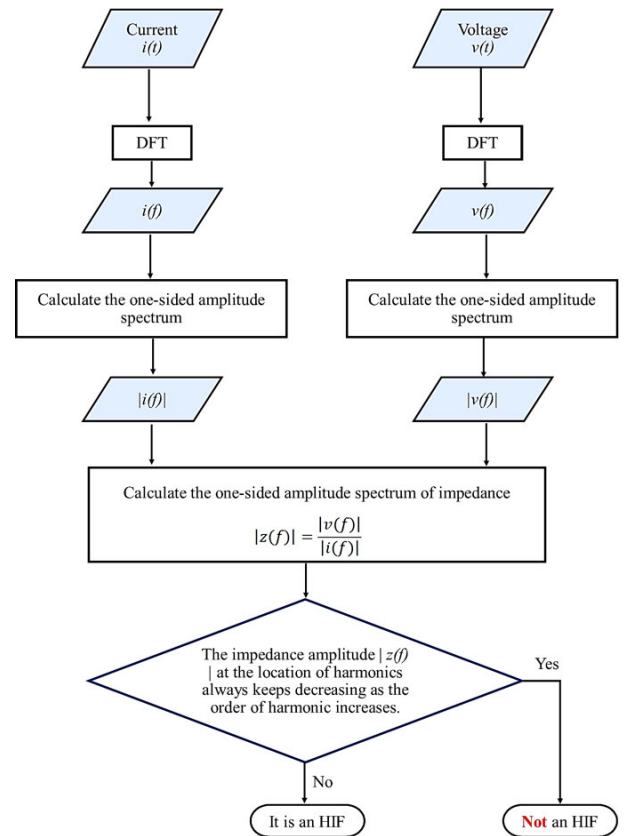 Current
i(t)
Voltage
v(t)
DFT
DFT
i(f)
v(f)
Calculate the one-sided amplitude
spectrum
Calculate the one-sided amplitude
spectrum
|i(f)|
|v(f)|
Calculate the one-sided amplitude spectrum of impedance
|z(f)| = |v(f)| / |i(f)|
The impedance amplitude | z(f)
| at the location of harmonics
always keeps decreasing as the
order of harmonic increases.
Yes
No
It is an HIF
Not an HIF